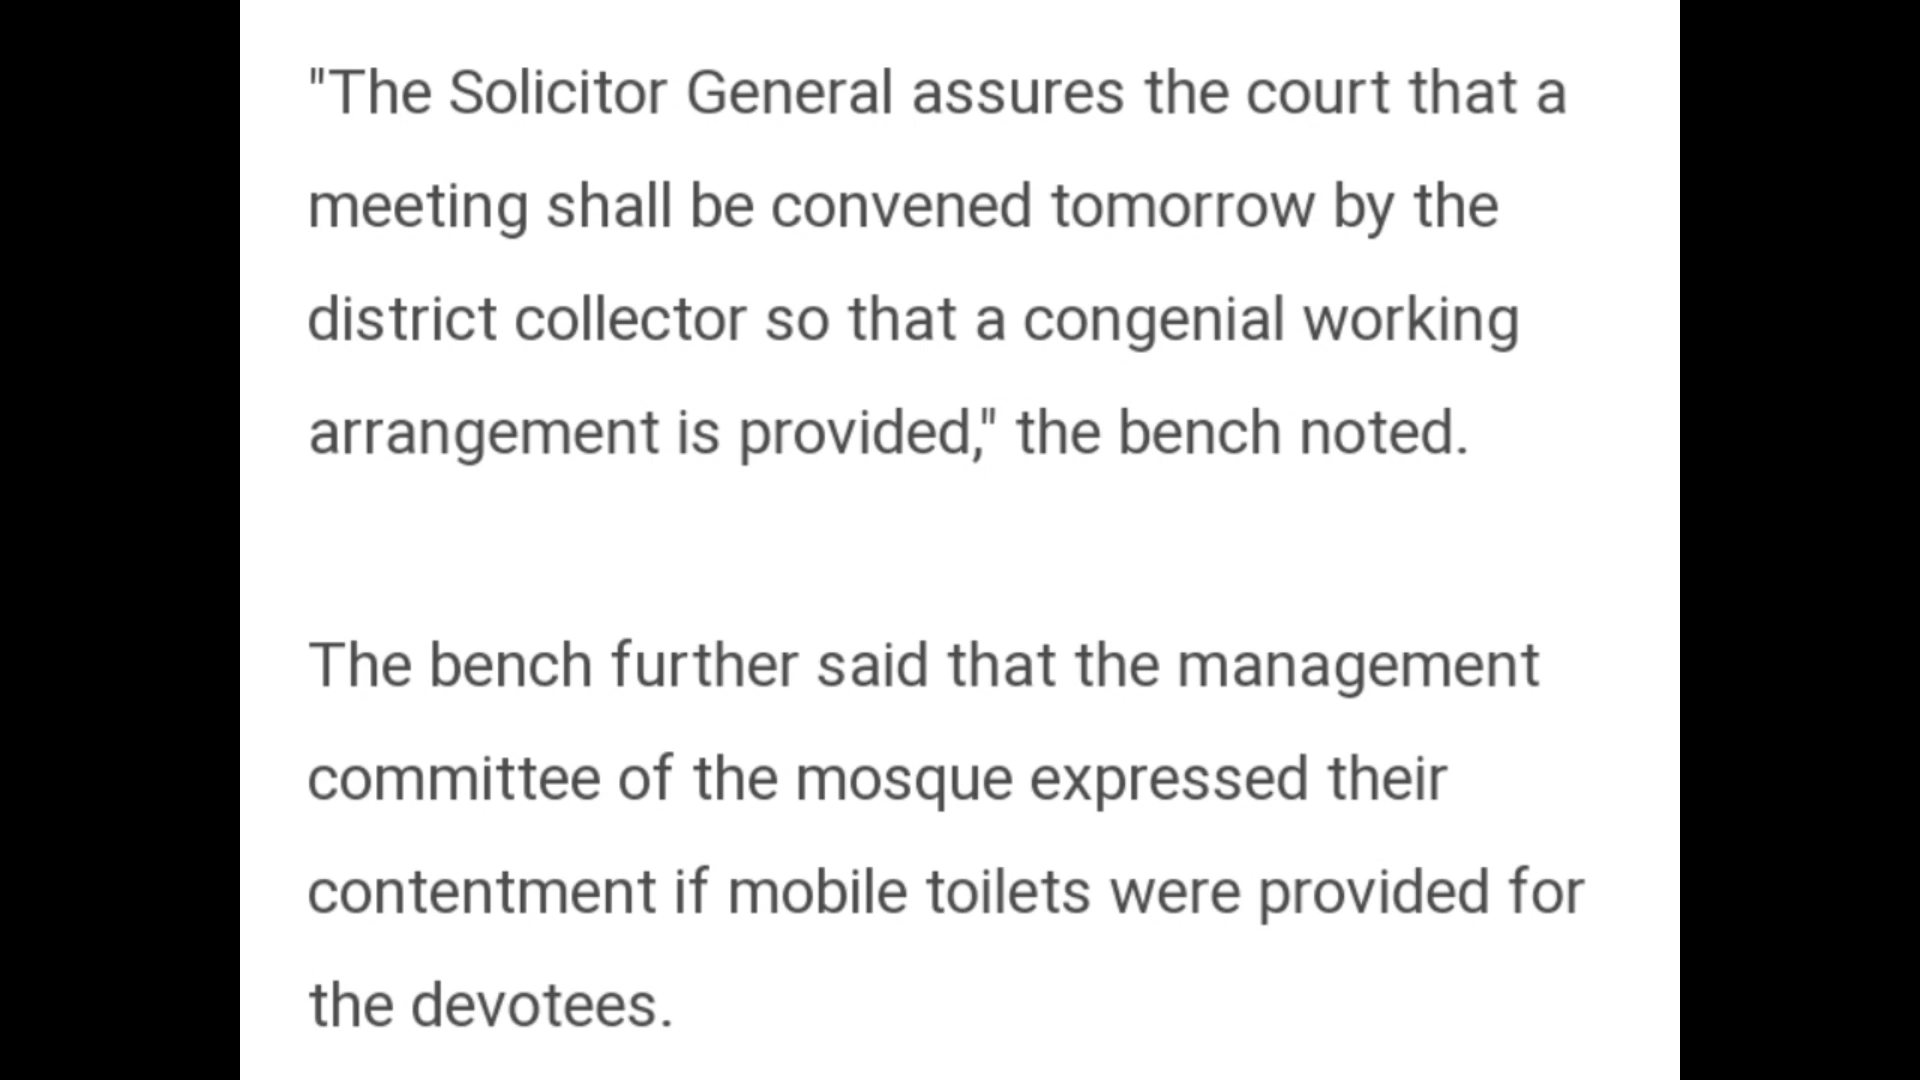 "The Solicitor General assures the court that a
meeting shall be convened tomorrow by the
district collector so that a congenial working
arrangement is provided," the bench noted.
The bench further said that the management
committee of the mosque expressed their
contentment if mobile toilets were provided for
the devotees.